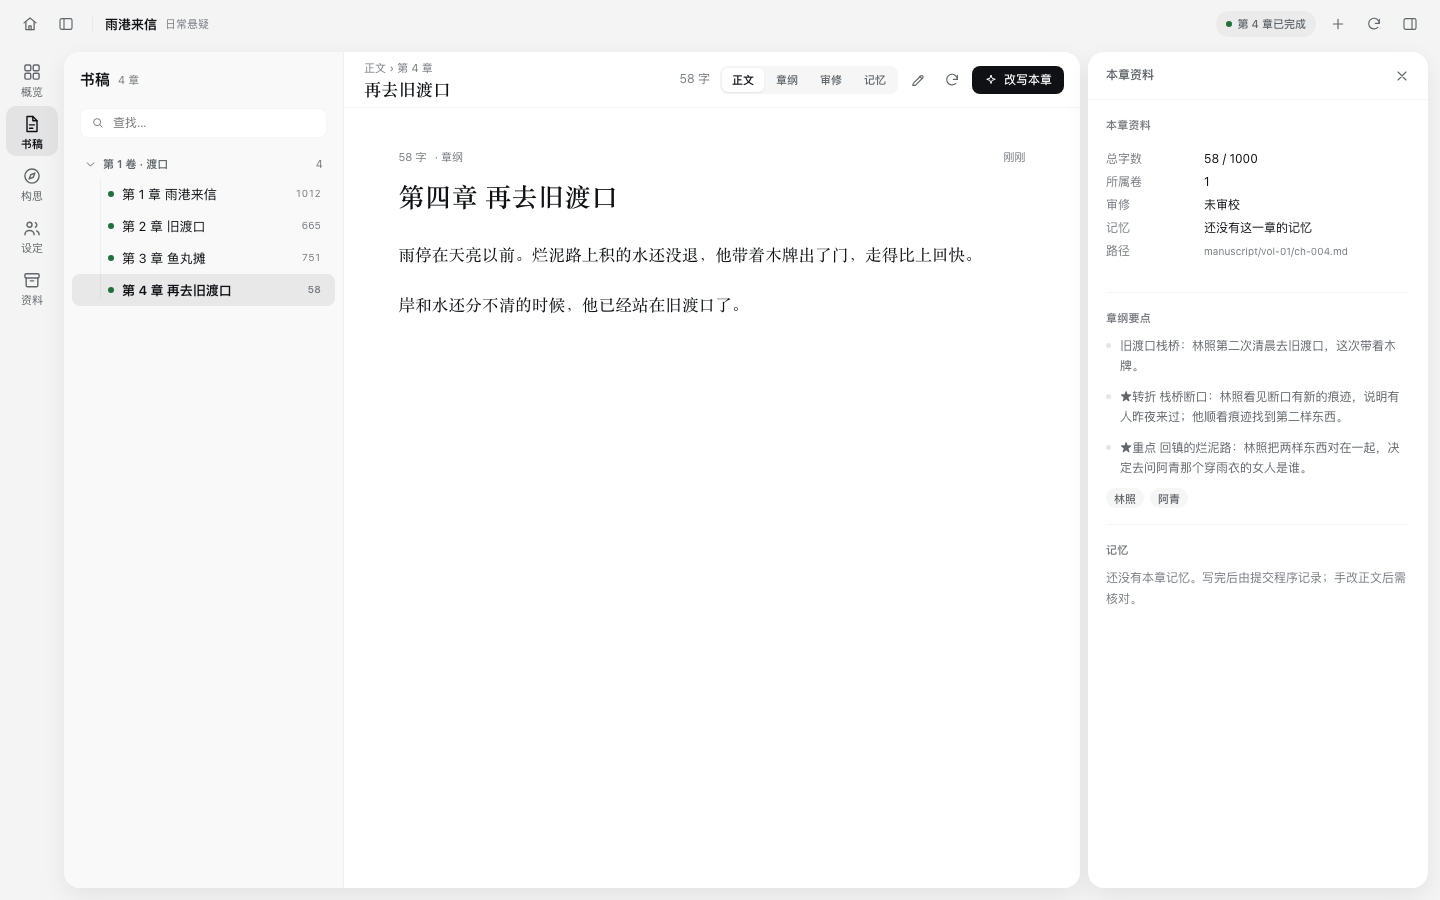 雨港来信 日常悬疑
第 4 章已完成
概览
书稿
构思
设定
资料
书稿 4 章
查找...
第 1 卷 · 渡口 4
第 1 章 雨港来信 1012
第 2 章 旧渡口 665
第 3 章 鱼丸摊 751
第 4 章 再去旧渡口 58
正文 › 第 4 章
再去旧渡口
58 字
正文 章纲 审修 记忆
改写本章
58 字 · 章纲 刚刚
第四章 再去旧渡口
雨停在天亮以前。烂泥路上积的水还没退，他带着木牌出了门，走得比上回快。
岸和水还分不清的时候，他已经站在旧渡口了。
本章资料
本章资料
总字数 58 / 1000
所属卷 1
审修 未审校
记忆 还没有这一章的记忆
路径 manuscript/vol-01/ch-004.md
章纲要点
旧渡口栈桥：林照第二次清晨去旧渡口，这次带着木
牌。
★转折 栈桥断口：林照看见断口有新的痕迹，说明有
人昨夜来过；他顺着痕迹找到第二样东西。
★重点 回镇的烂泥路：林照把两样东西对在一起，决
定去问阿青那个穿雨衣的女人是谁。
林照 阿青
记忆
还没有本章记忆。写完后由提交程序记录；手改正文后需
核对。